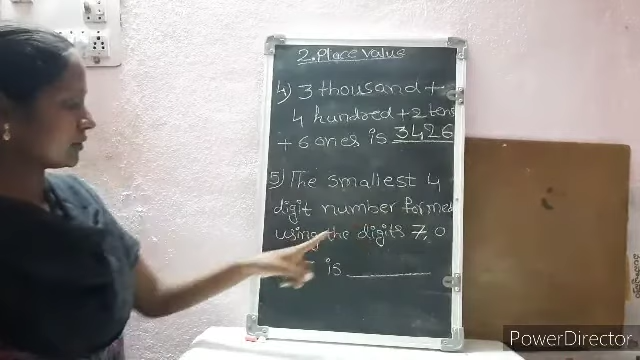 2. Place Value
4) 3 thousand +
4 hundred + 2 tens
+ 6 ones is 3426
5) The smallest 4
digit number formed
using the digits 7, 0
is
PowerDirector